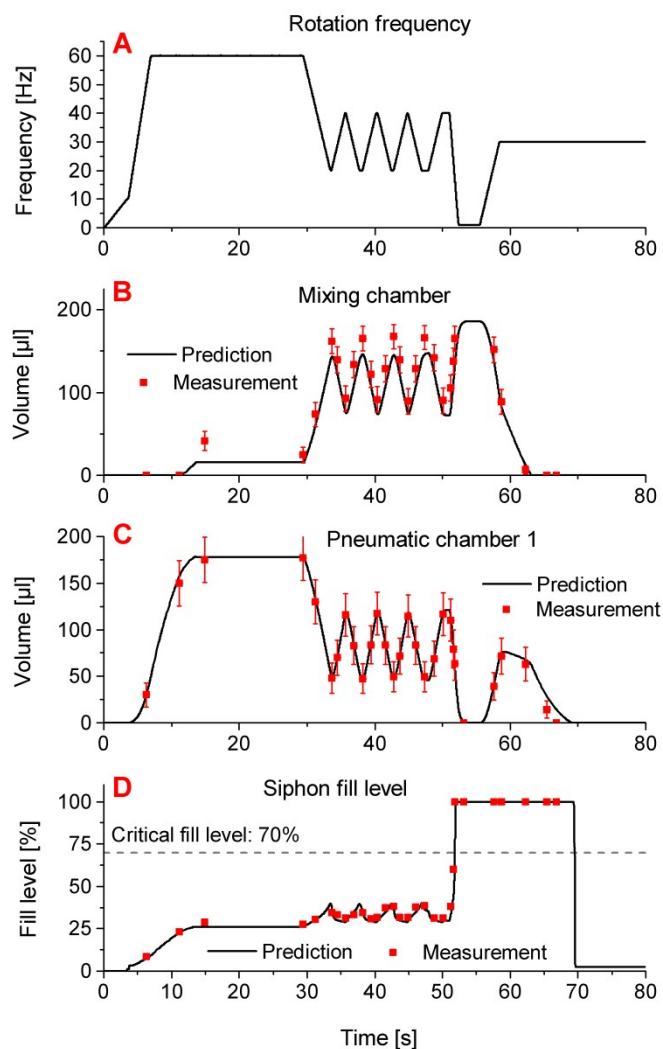 A
Rotation frequency
Frequency [Hz]
60
50
40
30
20
10
0
0 20 40 60 80
B
Mixing chamber
Volume [µl]
200
100
0
Prediction
Measurement
0 20 40 60 80
C
Pneumatic chamber 1
Volume [µl]
200
150
100
50
0
Prediction
Measurement
0 20 40 60 80
D
Siphon fill level
Fill level [%]
100
75
50
25
0
Critical fill level: 70%
Prediction Measurement
0 10 20 30 40 50 60 70 80
Time [s]